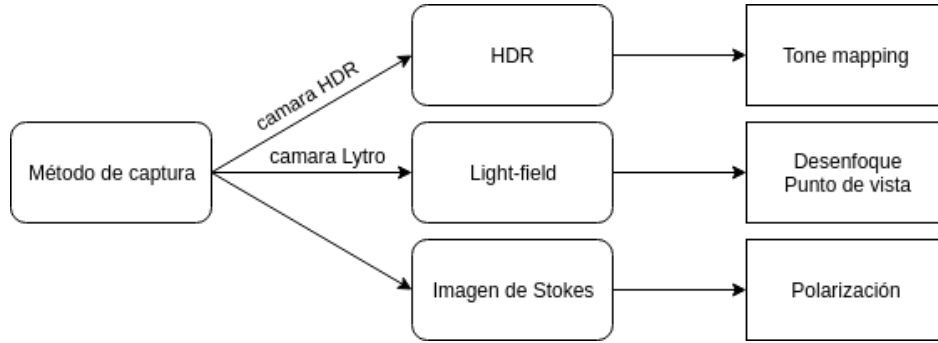 camara HDR
HDR
Tone mapping
Método de captura
camara Lytro
Light-field
Desenfoque
Punto de vista
Imagen de Stokes
Polarización